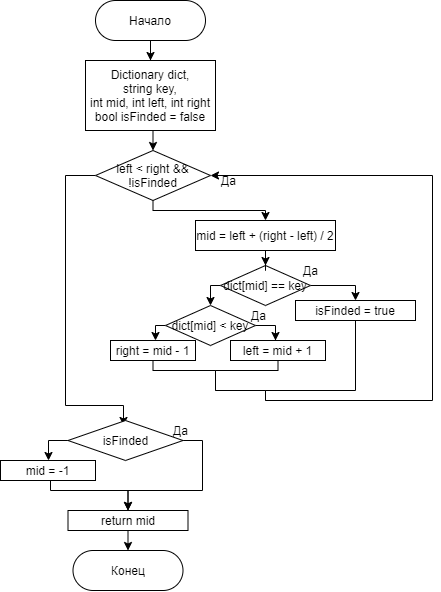 Начало
Dictionary dict,
string key,
int mid, int left, int right
bool isFinded = false
left < right &&
!isFinded
Да
mid = left + (right - left) / 2
Да
dict[mid] == key
isFinded = true
Да
dict[mid] < key
right = mid - 1
left = mid + 1
Да
isFinded
mid = -1
return mid
Конец